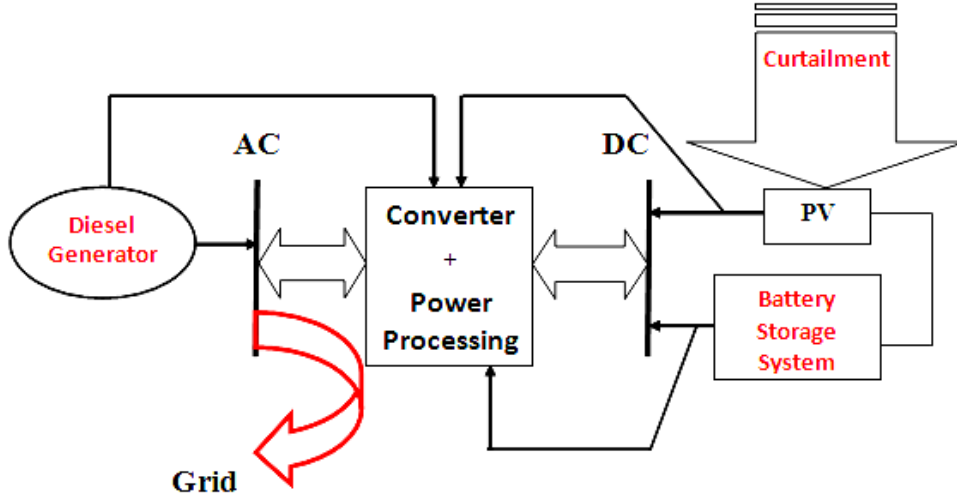 Curtailment
AC
DC
Diesel
Generator
Converter
+
Power
Processing
PV
Battery
Storage
System
Grid